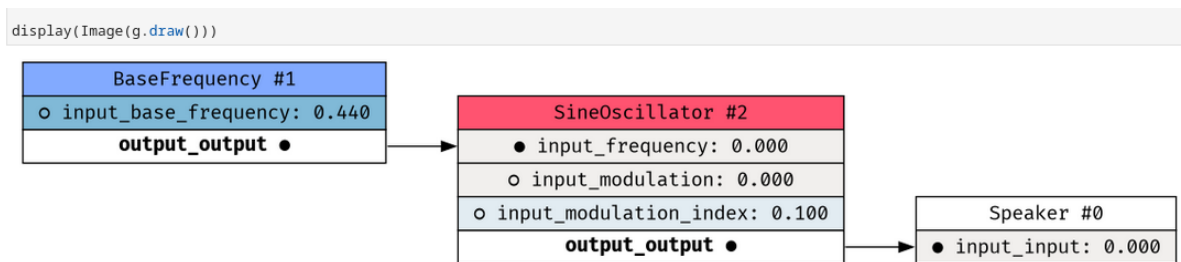 display(Image(g.draw()))
BaseFrequency #1
input_base_frequency: 0.440
output_output
SineOscillator #2
input_frequency: 0.000
input_modulation: 0.000
input_modulation_index: 0.100
output_output
Speaker #0
input_input: 0.000